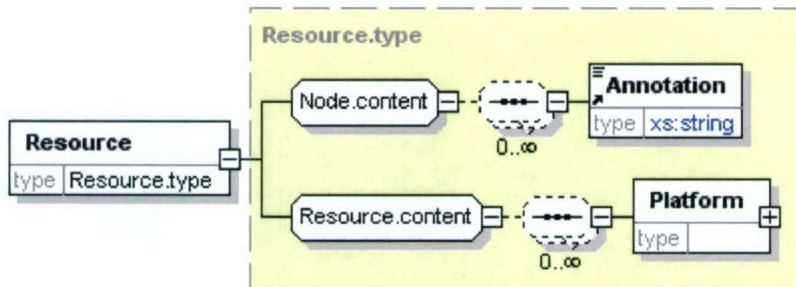 Resource.type
Node.content
0..∞
Annotation
type xs:string
Resource
type Resource.type
Resource.content
0..∞
Platform
type